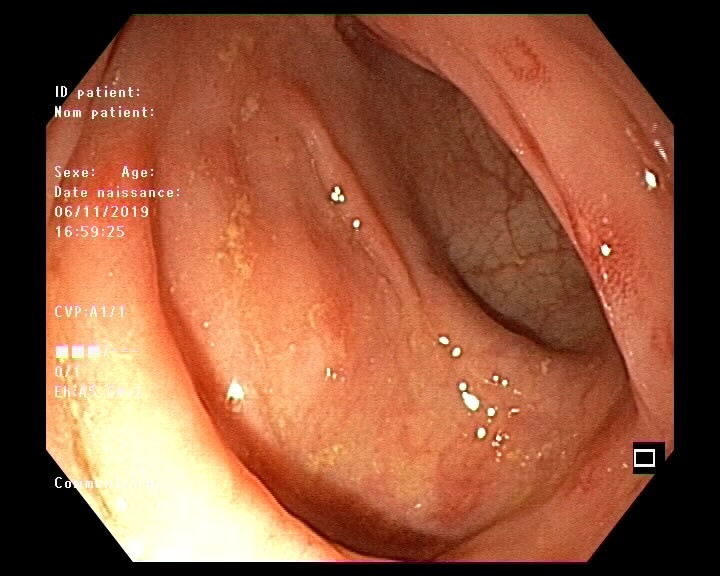 ID patient:
Nom patient:
Sexe: Age:
Date naissance:
06/11/2019
16:59:25
CVP:A1/1